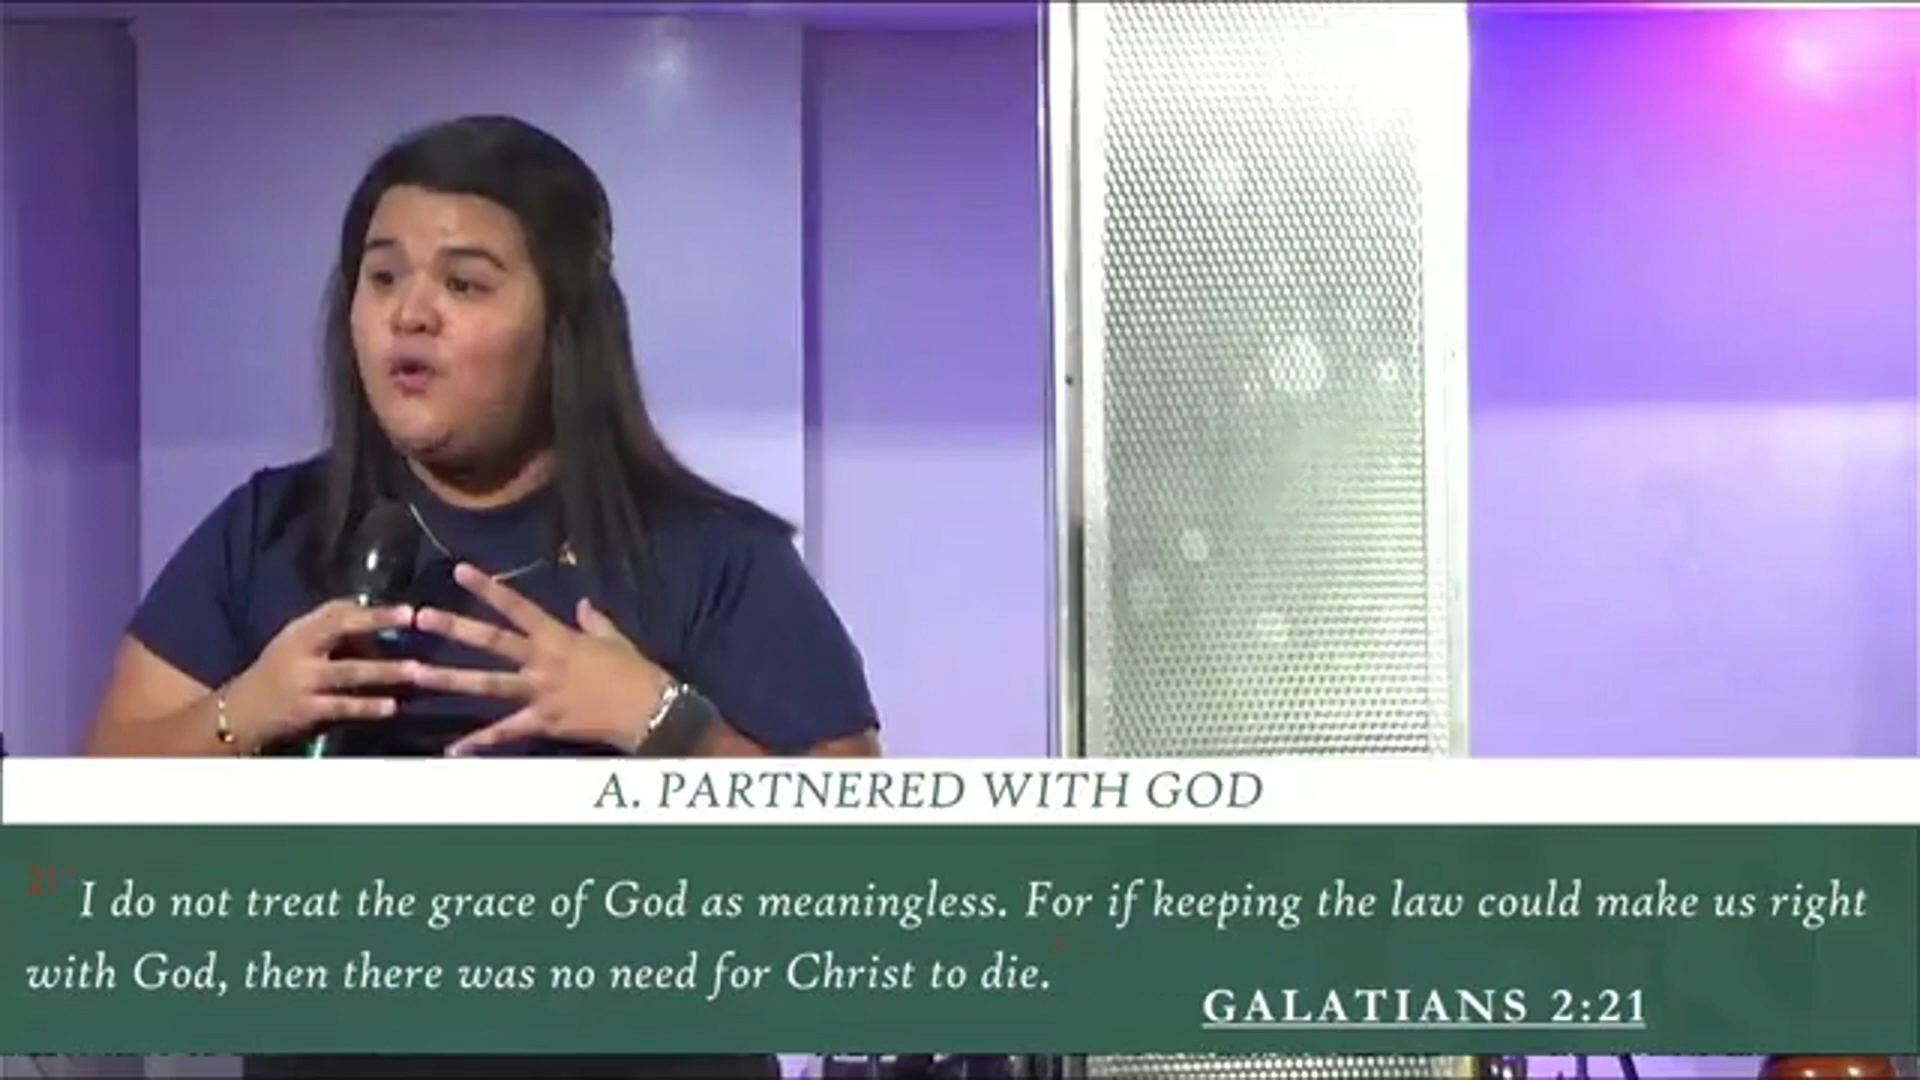 A. PARTNERED WITH GOD
21 I do not treat the grace of God as meaningless. For if keeping the law could make us right
with God, then there was no need for Christ to die.
GALATIANS 2:21